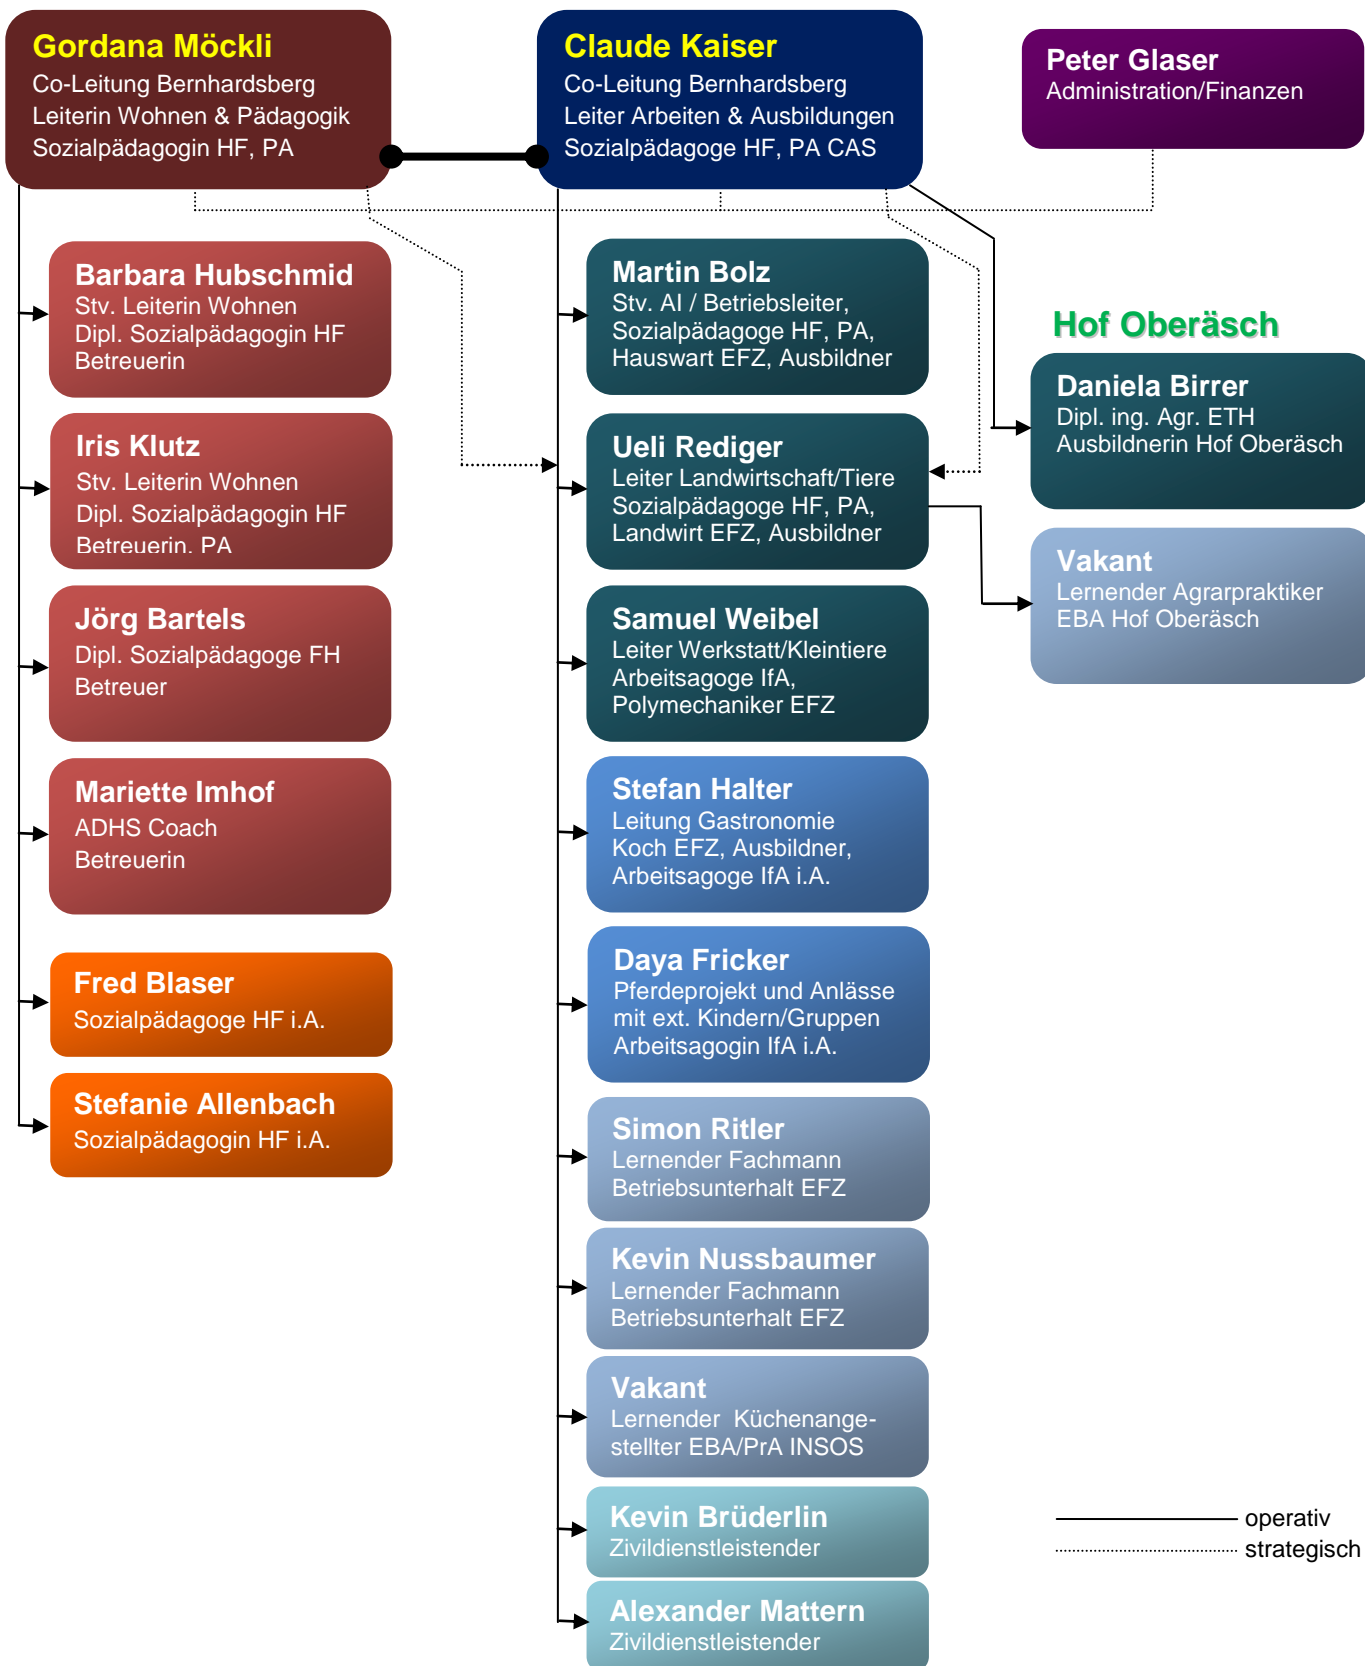 Gordana Möckli
Co-Leitung Bernhardsberg
Leiterin Wohnen & Pädagogik
Sozialpädagogin HF, PA
Claude Kaiser
Co-Leitung Bernhardsberg
Leiter Arbeiten & Ausbildungen
Sozialpädagoge HF, PA CAS
Peter Glaser
Administration/Finanzen
Barbara Hubschmid
Stv. Leiterin Wohnen
Dipl. Sozialpädagogin HF
Betreuerin
Iris Klutz
Stv. Leiterin Wohnen
Dipl. Sozialpädagogin HF
Betreuerin, PA
Jörg Bartels
Dipl. Sozialpädagoge FH
Betreuer
Mariette Imhof
ADHS Coach
Betreuerin
Fred Blaser
Sozialpädagoge HF i.A.
Stefanie Allenbach
Sozialpädagogin HF i.A.
Martin Bolz
Stv. AI / Betriebsleiter,
Sozialpädagoge HF, PA,
Hauswart EFZ, Ausbildner
Ueli Rediger
Leiter Landwirtschaft/Tiere
Sozialpädagoge HF, PA,
Landwirt EFZ, Ausbildner
Samuel Weibel
Leiter Werkstatt/Kleintiere
Arbeitsagoge IfA,
Polymechaniker EFZ
Stefan Halter
Leitung Gastronomie
Koch EFZ, Ausbildner,
Arbeitsagoge IfA i.A.
Daya Fricker
Pferdeprojekt und Anlässe
mit ext. Kindern/Gruppen
Arbeitsagogin IfA i.A.
Simon Ritler
Lernender Fachmann
Betriebsunterhalt EFZ
Kevin Nussbaumer
Lernender Fachmann
Betriebsunterhalt EFZ
Vakant
Lernender Küchenange-
stellter EBA/PrA INSOS
Kevin Brüderlin
Zivildienstleistender
Alexander Mattern
Zivildienstleistender
Hof Oberäsch
Daniela Birrer
Dipl. ing. Agr. ETH
Ausbildnerin Hof Oberäsch
Vakant
Lernender Agrarpraktiker
EBA Hof Oberäsch
operativ
strategisch